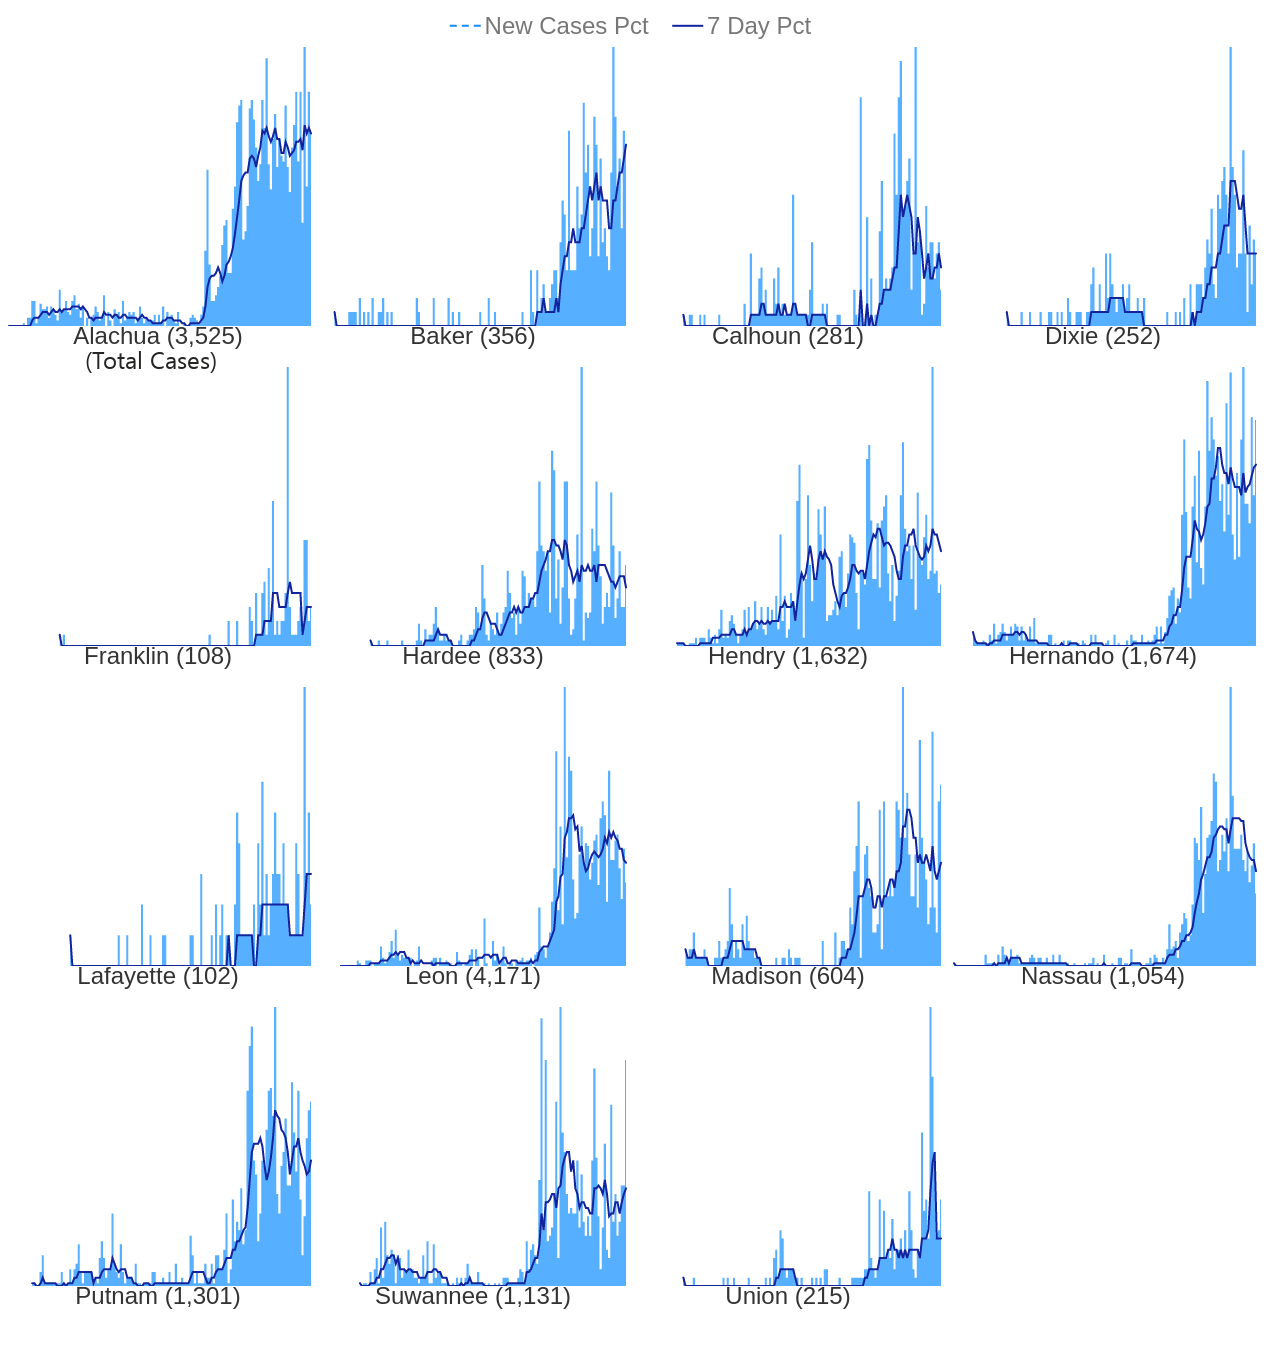 New Cases Pct 7 Day Pct
Alachua (3,525) Baker (356) Calhoun (281) Dixie (252)
(Total Cases)
Franklin (108) Hardee (833) Hendry (1,632) Hernando (1,674)
Lafayette (102) Leon (4,171) Madison (604) Nassau (1,054)
Putnam (1,301) Suwannee (1,131) Union (215)